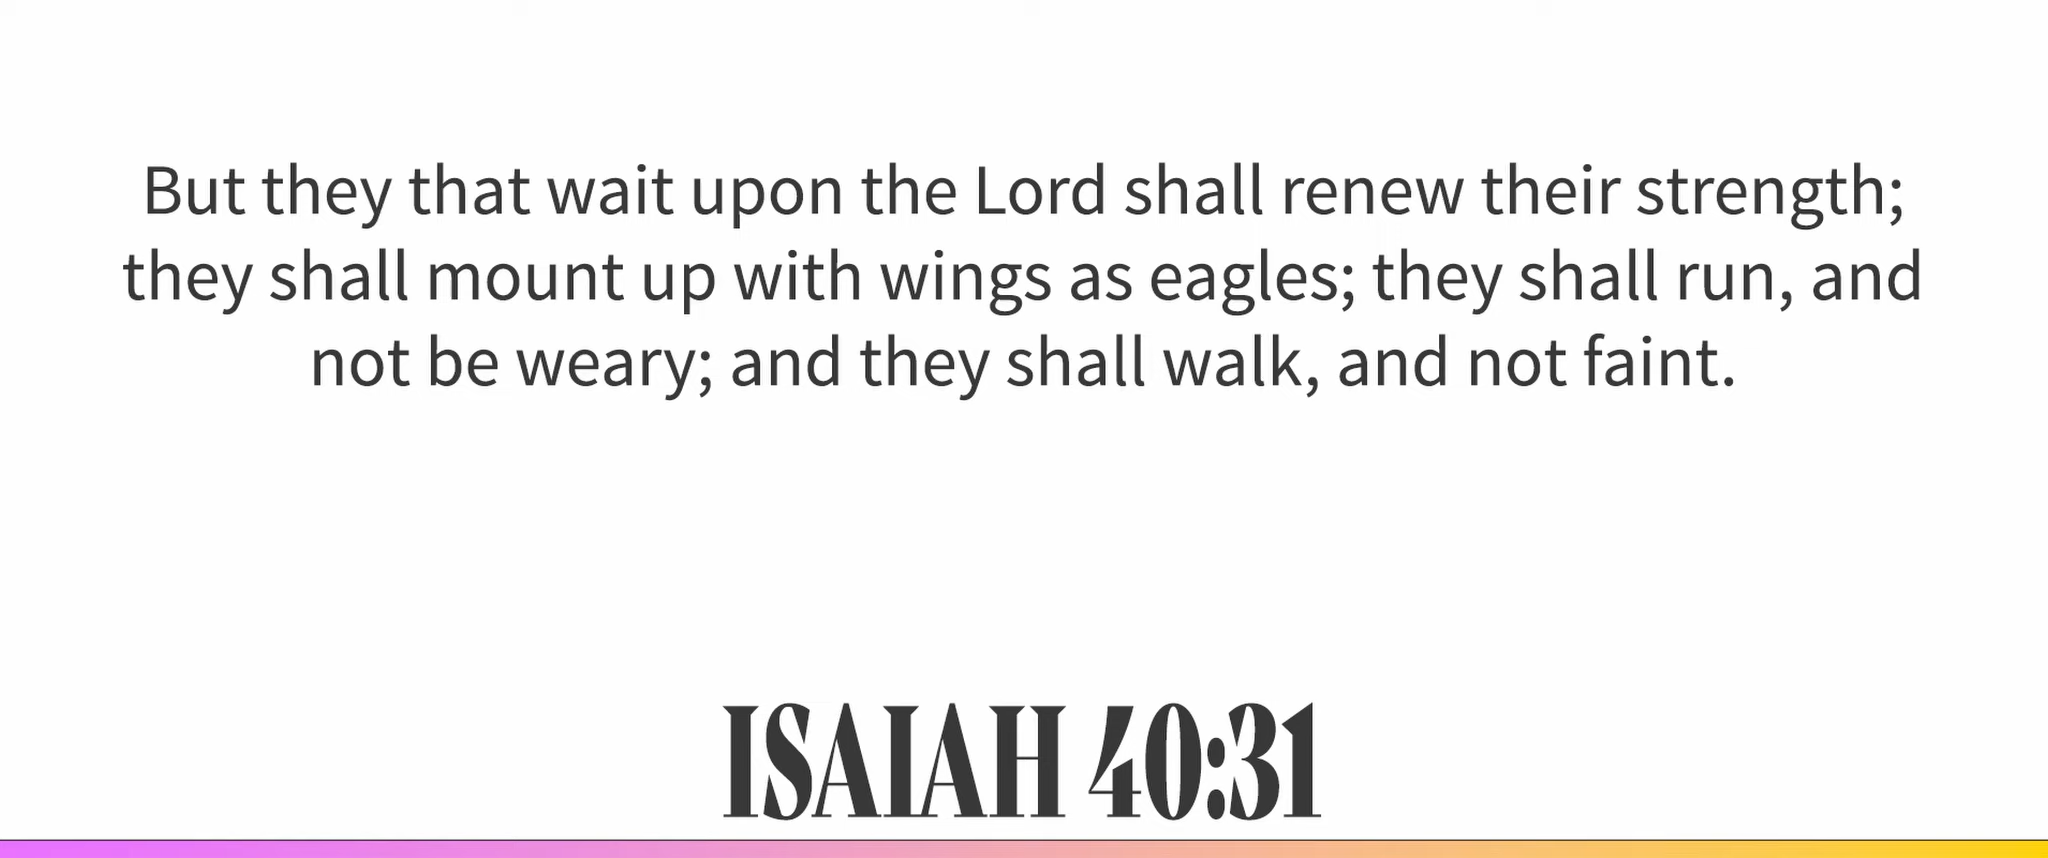 But they that wait upon the Lord shall renew their strength;
they shall mount up with wings as eagles; they shall run, and
not be weary; and they shall walk, and not faint.
ISAIAH 40:31